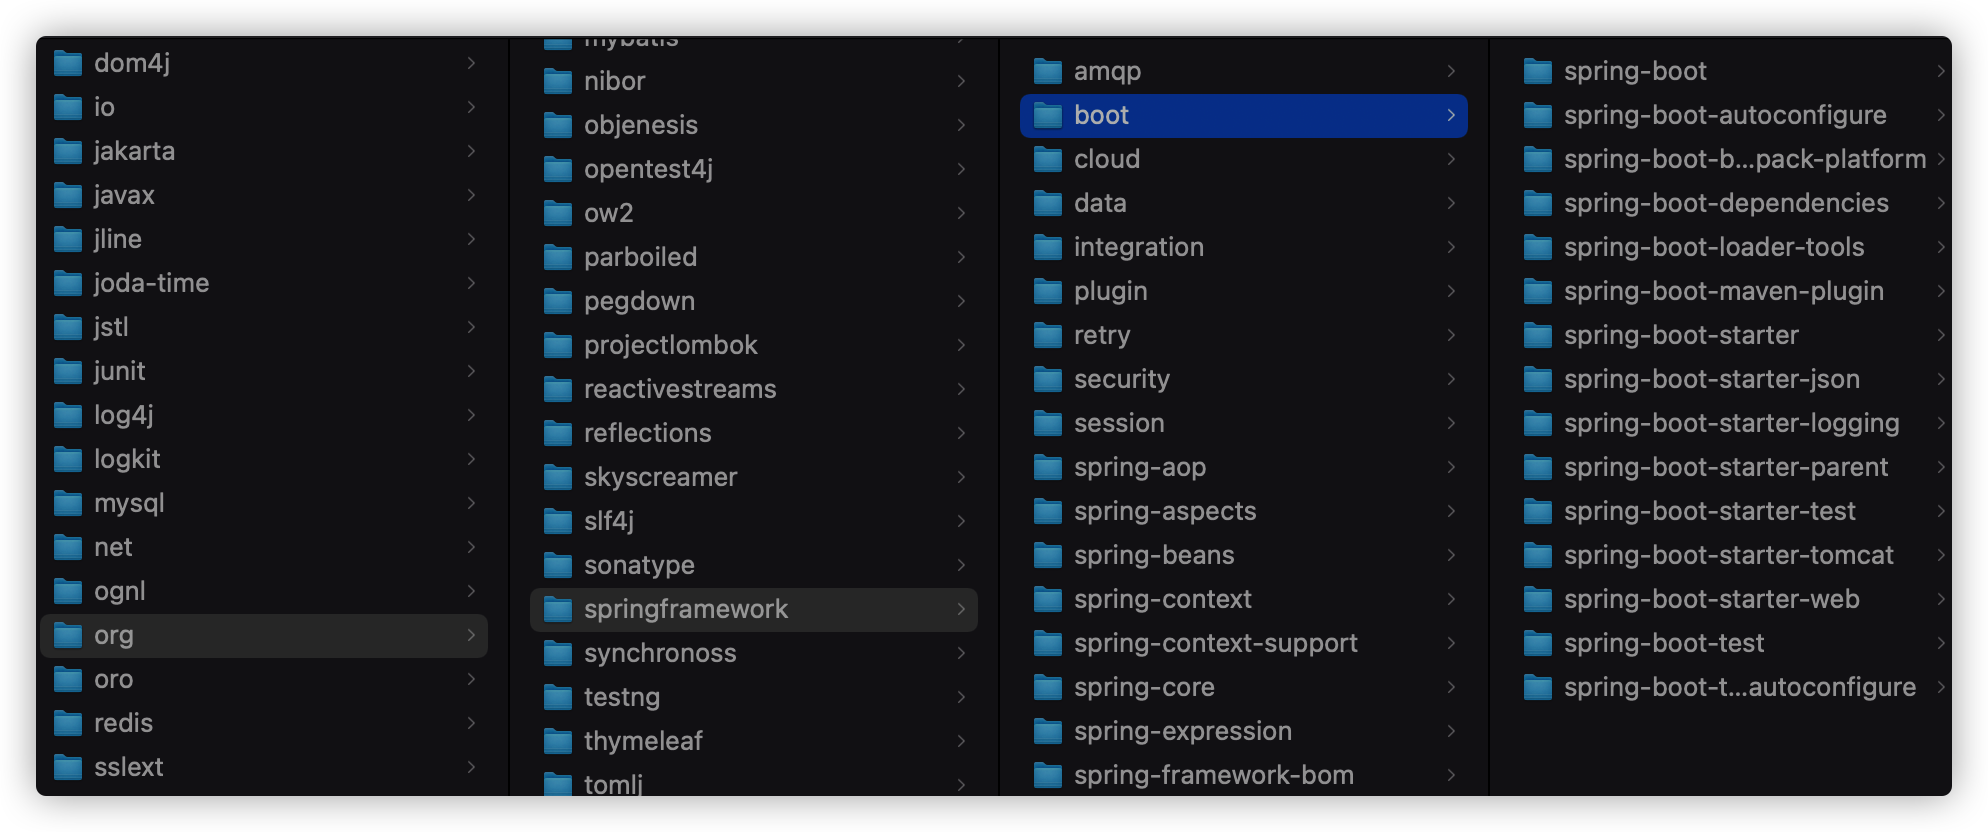 dom4j
io
jakarta
javax
jline
joda-time
jstl
junit
log4j
logkit
mysql
net
ognl
org
oro
redis
sslext
mybatis
nibor
objenesis
opentest4j
ow2
parboiled
pegdown
projectlombok
reactivestreams
reflections
skyscreamer
slf4j
sonatype
springframework
synchronoss
testng
thymeleaf
tomlj
amqp
boot
cloud
data
integration
plugin
retry
security
session
spring-aop
spring-aspects
spring-beans
spring-context
spring-context-support
spring-core
spring-expression
spring-framework-bom
spring-boot
spring-boot-autoconfigure
spring-boot-b...pack-platform
spring-boot-dependencies
spring-boot-loader-tools
spring-boot-maven-plugin
spring-boot-starter
spring-boot-starter-json
spring-boot-starter-logging
spring-boot-starter-parent
spring-boot-starter-test
spring-boot-starter-tomcat
spring-boot-starter-web
spring-boot-test
spring-boot-t...autoconfigure